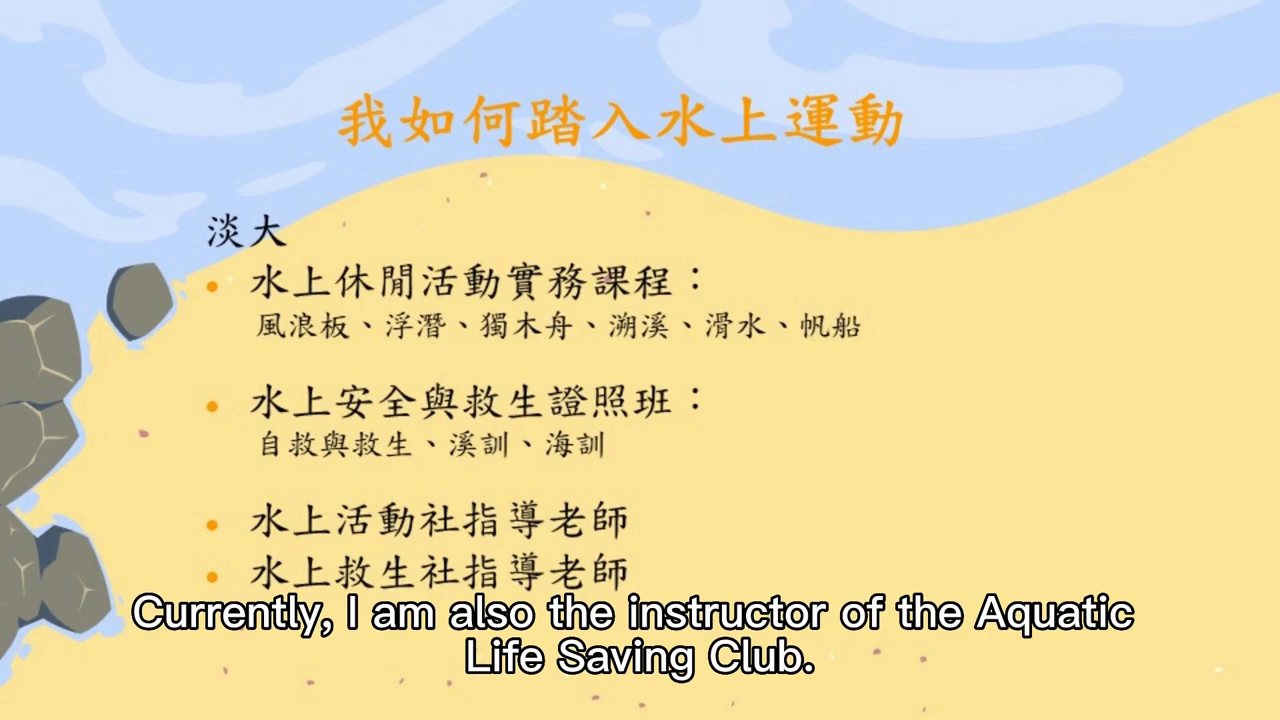 我如何踏入水上運動
淡大
• 水上休閒活動實務課程：
風浪板、浮潛、獨木舟、溯溪、滑水、帆船
• 水上安全與救生證照班：
自救與救生、溪訓、海訓
• 水上活動社指導老師
• 水上救生社指導老師
Currently, I am also the instructor of the Aquatic
Life Saving Club.